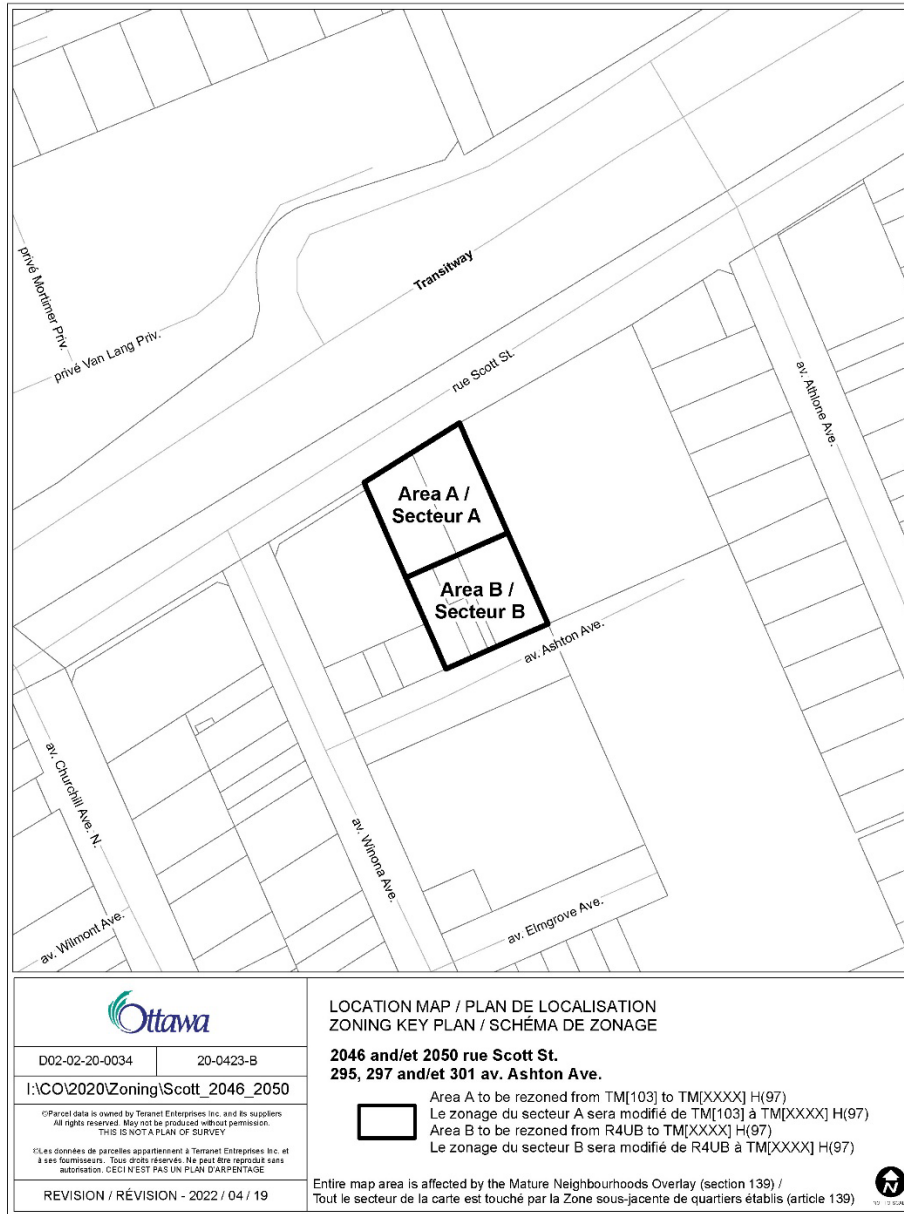 privé Mortimer Priv.
privé Van Lang Priv.
Transitway
rue Scott St.
av. Athlone Ave.
Area A /
Secteur A
Area B /
Secteur B
av. Ashton Ave.
av. Churchill Ave. N.
av. Winona Ave.
av. Wilmont Ave.
av. Elmgrove Ave.
Ottawa
D02-02-20-0034
20-0423-B
I:\CO\2020\Zoning\Scott_2046_2050
©Parcel data is owned by Teranet Enterprises Inc. and its suppliers
All rights reserved. May not be produced without permission.
THIS IS NOT A PLAN OF SURVEY
©Les données de parcelles appartiennent à Teranet Enterprises Inc. et
à ses fournisseurs. Tous droits réservés. Ne peut être reproduit sans
autorisation. CECI N'EST PAS UN PLAN D'ARPENTAGE
REVISION / RÉVISION - 2022 / 04 / 19
LOCATION MAP / PLAN DE LOCALISATION
ZONING KEY PLAN / SCHÉMA DE ZONAGE
2046 and/et 2050 rue Scott St.
295, 297 and/et 301 av. Ashton Ave.
Area A to be rezoned from TM[103] to TM[XXXX] H(97)
Le zonage du secteur A sera modifié de TM[103] à TM[XXXX] H(97)
Area B to be rezoned from R4UB to TM[XXXX] H(97)
Le zonage du secteur B sera modifié de R4UB à TM[XXXX] H(97)
Entire map area is affected by the Mature Neighbourhoods Overlay (section 139) /
Tout le secteur de la carte est touché par la Zone sous-jacente de quartiers établis (article 139)
N